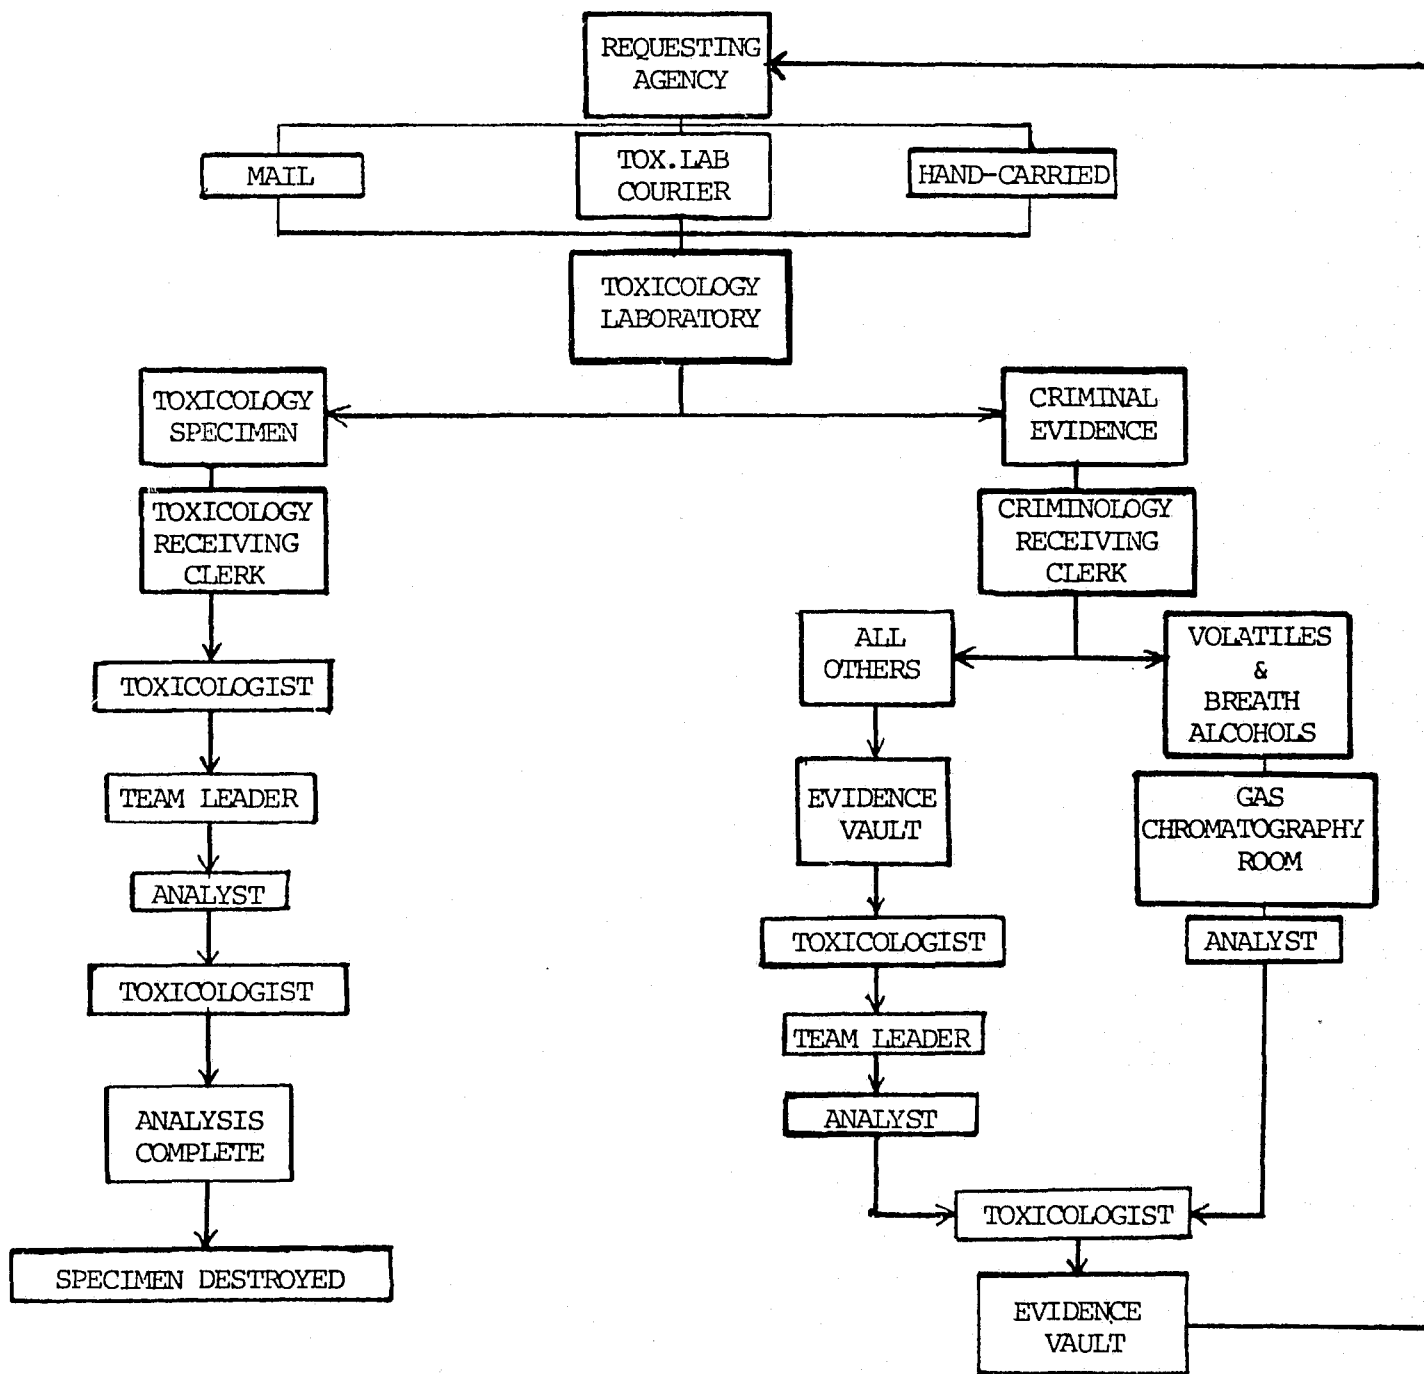 REQUESTING
AGENCY
MAIL
TOX.LAB
COURIER
HAND-CARRIED
TOXICOLOGY
LABORATORY
TOXICOLOGY
SPECIMEN
CRIMINAL
EVIDENCE
TOXICOLOGY
RECEIVING
CLERK
CRIMINOLOGY
RECEIVING
CLERK
TOXICOLOGIST
TEAM LEADER
ANALYST
TOXICOLOGIST
ANALYSIS
COMPLETE
SPECIMEN DESTROYED
ALL
OTHERS
EVIDENCE
VAULT
TOXICOLOGIST
TEAM LEADER
ANALYST
VOLATILES
&
BREATH
ALCOHOLS
GAS
CHROMATOGRAPHY
ROOM
ANALYST
TOXICOLOGIST
EVIDENCE
VAULT